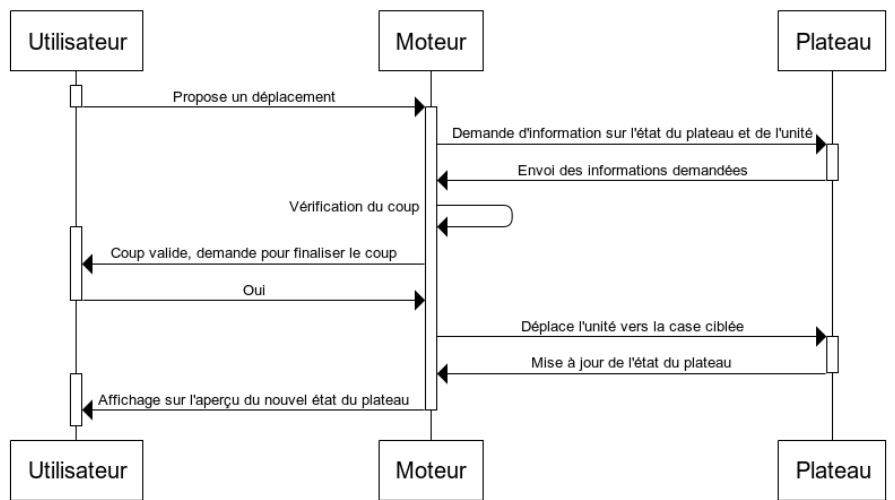 Utilisateur
Moteur
Plateau
Propose un déplacement
Demande d'information sur l'état du plateau et de l'unité
Envoi des informations demandées
Vérification du coup
Coup valide, demande pour finaliser le coup
Oui
Déplace l'unité vers la case ciblée
Mise à jour de l'état du plateau
Affichage sur l'aperçu du nouvel état du plateau
Utilisateur
Moteur
Plateau